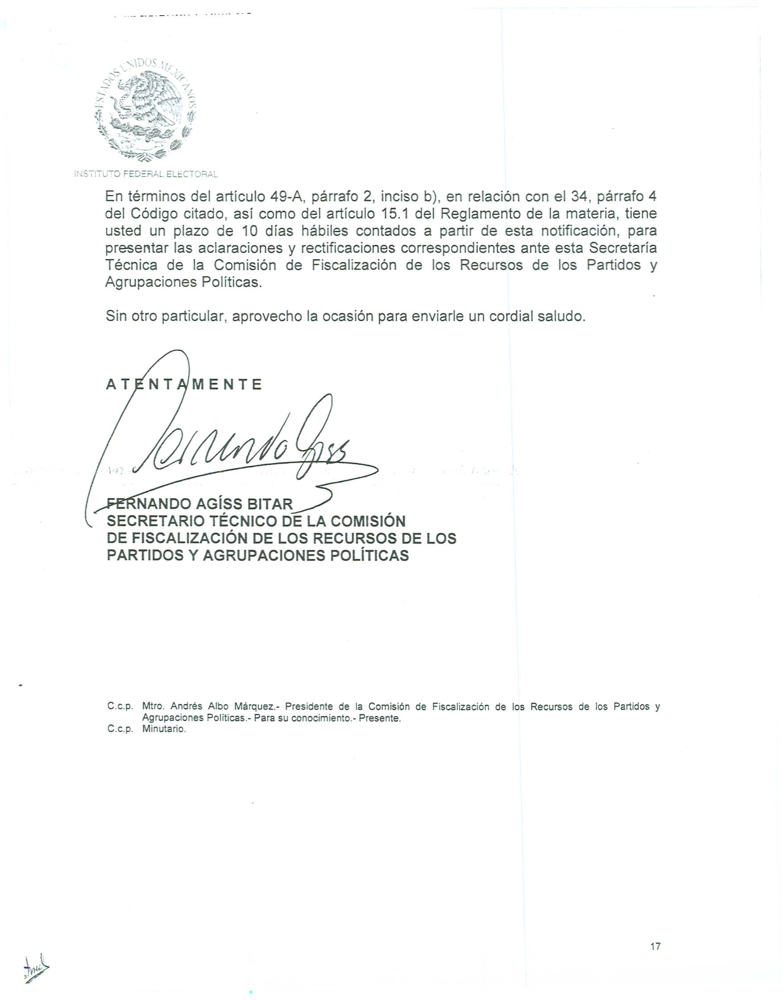 ESTADOS UNIDOS MEXICANOS
INSTITUTO FEDERAL ELECTORAL
En términos del artículo 49-A, párrafo 2, inciso b), en relación con el 34, párrafo 4
del Código citado, así como del artículo 15.1 del Reglamento de la materia, tiene
usted un plazo de 10 días hábiles contados a partir de esta notificación, para
presentar las aclaraciones y rectificaciones correspondientes ante esta Secretaría
Técnica de la Comisión de Fiscalización de los Recursos de los Partidos y
Agrupaciones Políticas.
Sin otro particular, aprovecho la ocasión para enviarle un cordial saludo.
A T E N T A M E N T E
Fernando Agiss
FERNANDO AGÍSS BITAR
SECRETARIO TÉCNICO DE LA COMISIÓN
DE FISCALIZACIÓN DE LOS RECURSOS DE LOS
PARTIDOS Y AGRUPACIONES POLÍTICAS
C.c.p. Mtro. Andrés Albo Márquez.- Presidente de la Comisión de Fiscalización de los Recursos de los Partidos y
Agrupaciones Políticas.- Para su conocimiento.- Presente.
C.c.p. Minutario.
17